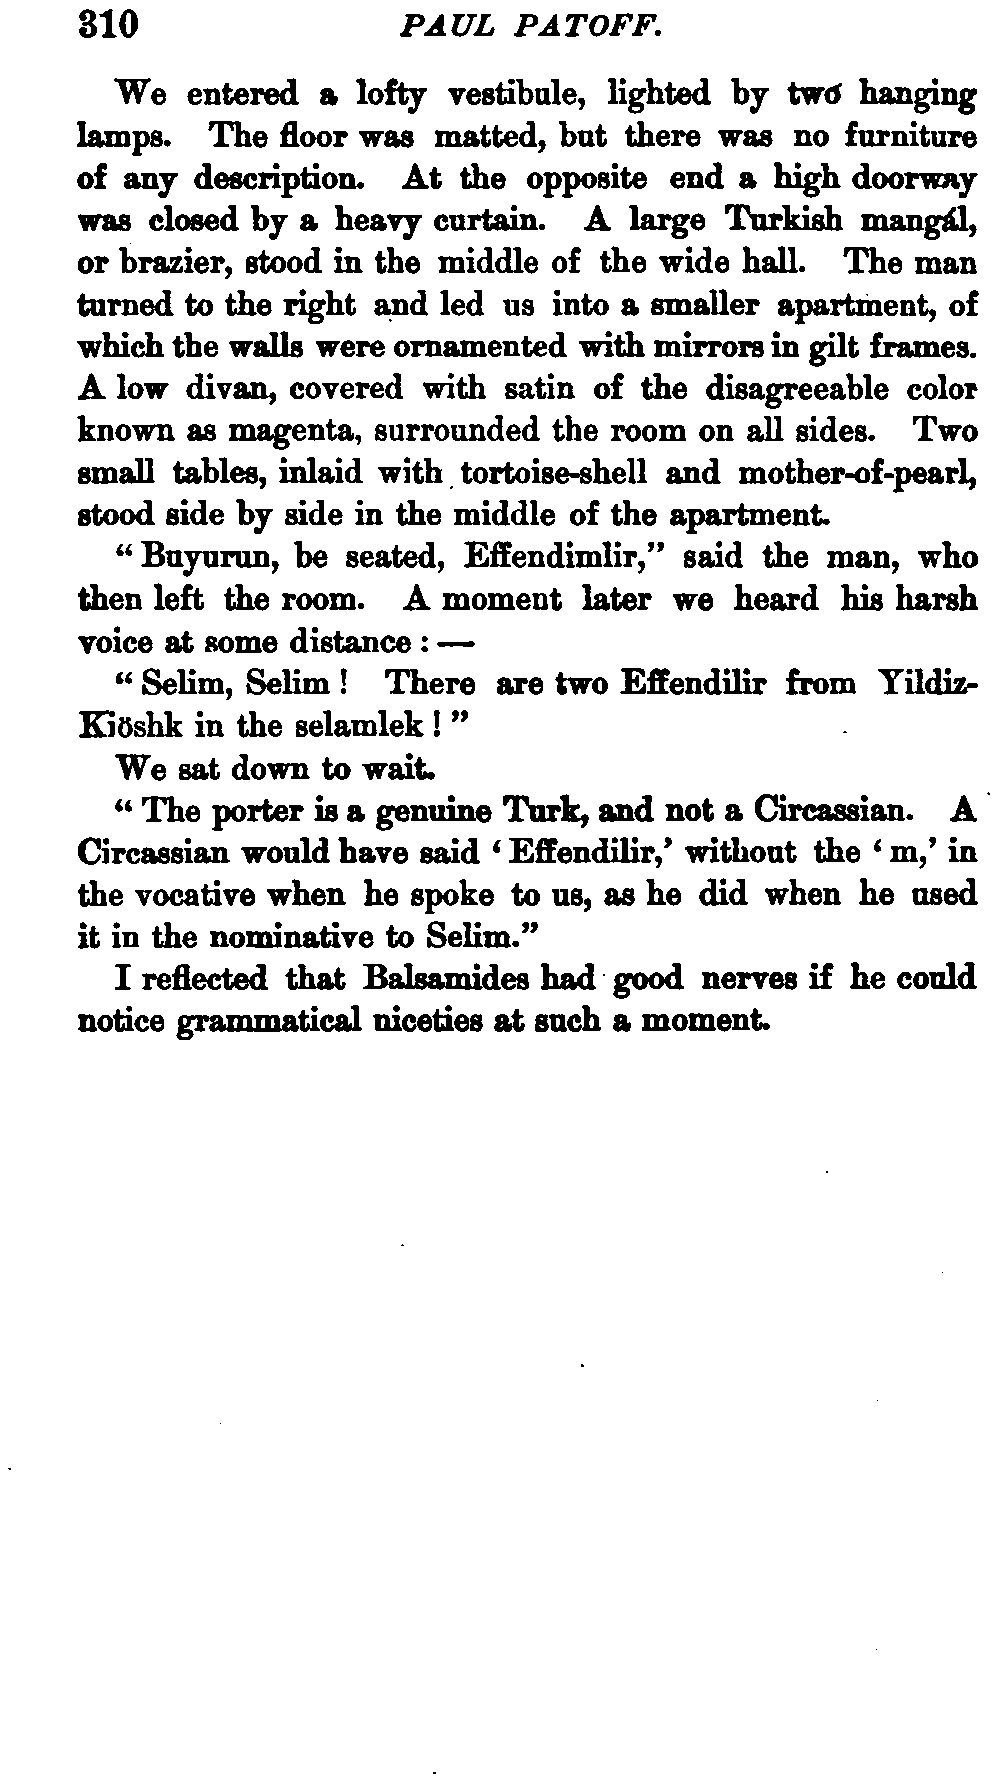 310 PAUL PATOFF.
We entered a lofty vestibule, lighted by two hanging
lamps. The floor was matted, but there was no furniture
of any description. At the opposite end a high doorway
was closed by a heavy curtain. A large Turkish mangál,
or brazier, stood in the middle of the wide hall. The man
turned to the right and led us into a smaller apartment, of
which the walls were ornamented with mirrors in gilt frames.
A low divan, covered with satin of the disagreeable color
known as magenta, surrounded the room on all sides. Two
small tables, inlaid with tortoise-shell and mother-of-pearl,
stood side by side in the middle of the apartment.
“Buyurun, be seated, Effendimlir,” said the man, who
then left the room. A moment later we heard his harsh
voice at some distance: —
“Selim, Selim! There are two Effendilir from Yildiz-
Kiöshk in the selamlek!”
We sat down to wait.
“The porter is a genuine Turk, and not a Circassian. A
Circassian would have said ‘Effendilir,’ without the ‘m,’ in
the vocative when he spoke to us, as he did when he used
it in the nominative to Selim.”
I reflected that Balsamides had good nerves if he could
notice grammatical niceties at such a moment.